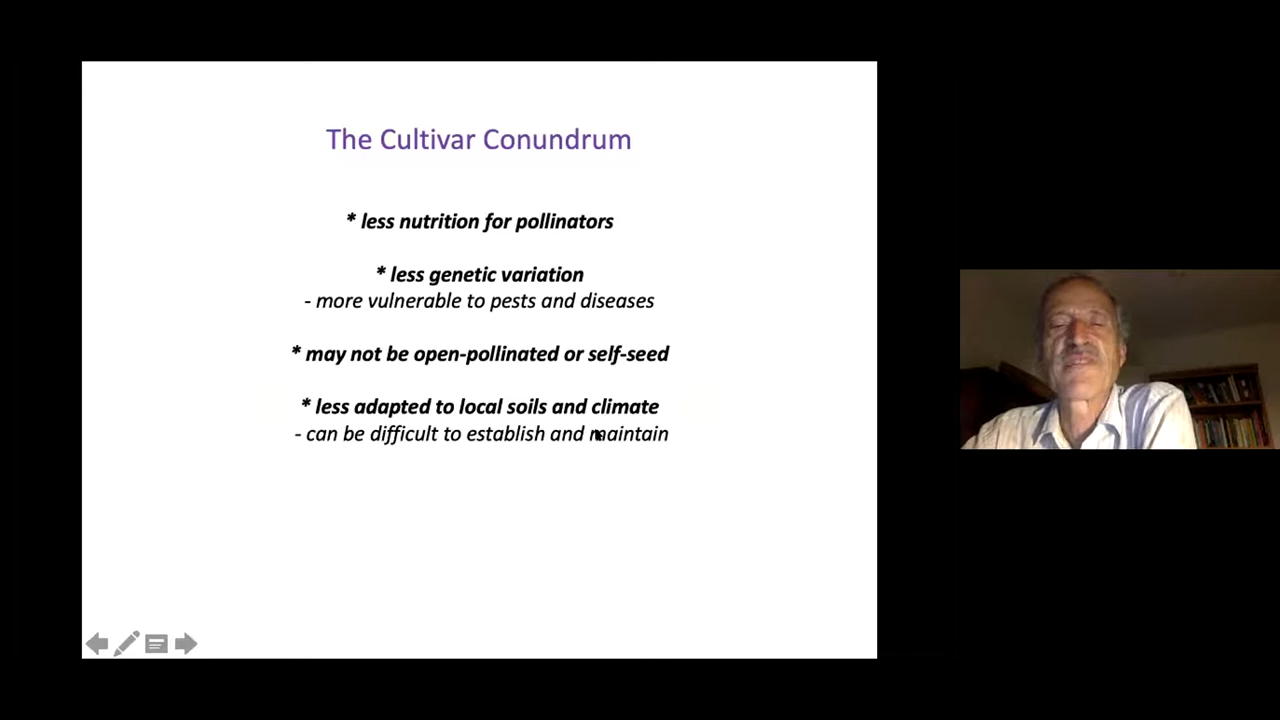 The Cultivar Conundrum
* less nutrition for pollinators
* less genetic variation
- more vulnerable to pests and diseases
* may not be open-pollinated or self-seed
* less adapted to local soils and climate
- can be difficult to establish and maintain